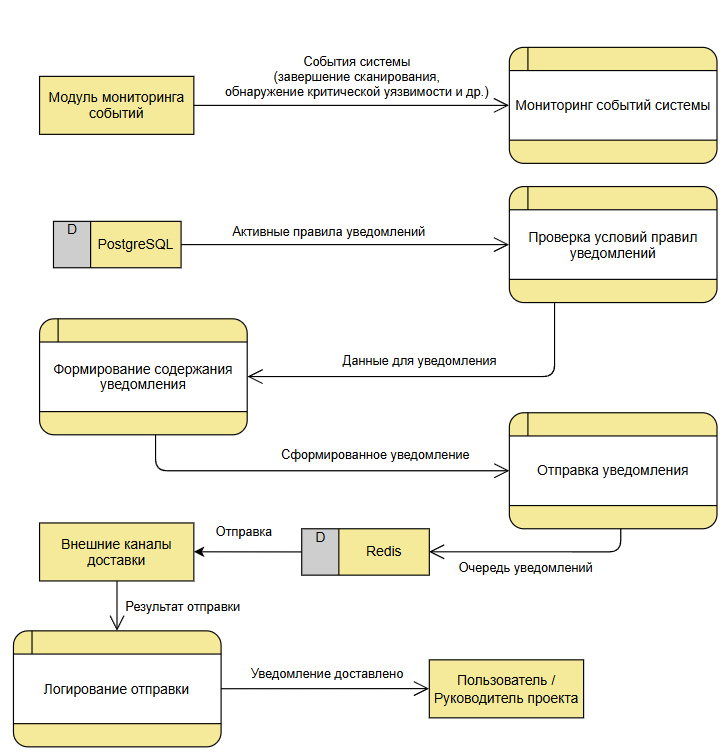 События системы
(завершение сканирования,
обнаружение критической уязвимости и др.)
Модуль мониторинга
событий
Мониторинг событий системы
D
PostgreSQL
Активные правила уведомлений
Проверка условий правил
уведомлений
Данные для уведомления
Формирование содержания
уведомления
Сформированное уведомление
Отправка уведомления
Внешние каналы
доставки
Отправка
D
Redis
Очередь уведомлений
Результат отправки
Логирование отправки
Уведомление доставлено
Пользователь /
Руководитель проекта